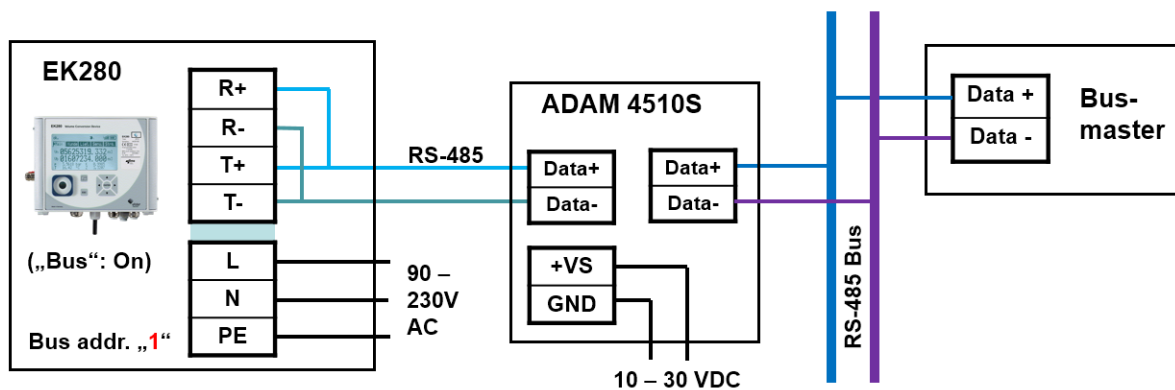 EK280
R+
R-
T+
T-
(„Bus“: On)
L
N
PE
90 –
230V
AC
Bus addr. „1“
RS-485
ADAM 4510S
Data+
Data-
Data+
Data-
+VS
GND
10 – 30 VDC
RS-485 Bus
Data +
Data -
Bus-
master